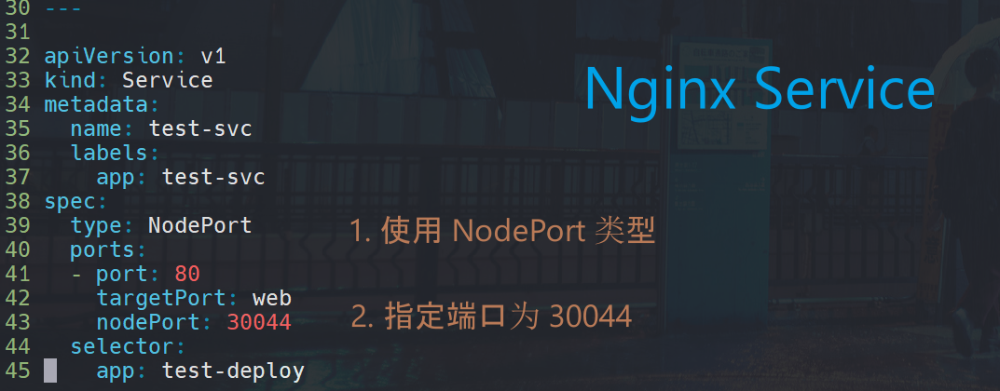 30 ---
31
32 apiVersion: v1
33 kind: Service
34 metadata:
35   name: test-svc
36   labels:
37     app: test-svc
38 spec:
39   type: NodePort
40   ports:
41   - port: 80
42     targetPort: web
43     nodePort: 30044
44   selector:
45     app: test-deploy
Nginx Service
1. 使用 NodePort 类型
2. 指定端口为 30044